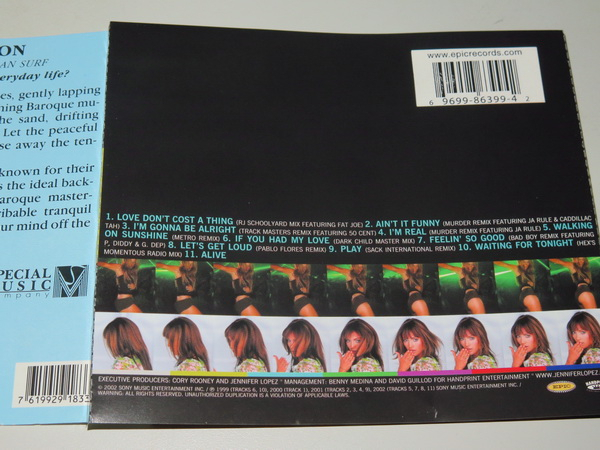 ON
AN SURF
eryday life?
es, gently lapping
ning Baroque mu-
he sand, drifting
Let the peaceful
se away the ten-
known for their
s the ideal back-
aroque master-
ribable tranquil
ur mind off the
SPECIAL
MUSIC
ompany
7 619929 1833
www.epicrecords.com
6 9699-86399-4 2
1. LOVE DON'T COST A THING (RJ SCHOOLYARD MIX FEATURING FAT JOE) 2. AIN'T IT FUNNY (MURDER REMIX FEATURING JA RULE & CADDILLAC
TAH) 3. I'M GONNA BE ALRIGHT (TRACK MASTERS REMIX FEATURING 50 CENT) 4. I'M REAL (MURDER REMIX FEATURING JA RULE) 5. WALKING
ON SUNSHINE (METRO REMIX) 6. IF YOU HAD MY LOVE (DARK CHILD MASTER MIX) 7. FEELIN' SO GOOD (BAD BOY REMIX FEATURING
P. DIDDY & G. DEP) 8. LET'S GET LOUD (PABLO FLORES REMIX) 9. PLAY (SACK INTERNATIONAL REMIX) 10. WAITING FOR TONIGHT (HEX'S
MOMENTOUS RADIO MIX) 11. ALIVE
EXECUTIVE PRODUCERS: CORY ROONEY AND JENNIFER LOPEZ * MANAGEMENT: BENNY MEDINA AND DAVID GUILLOD FOR HANDPRINT ENTERTAINMENT * WWW.JENNIFERLOPEZ.
© 2002 SONY MUSIC ENTERTAINMENT INC. / ℗ 1999 (TRACKS 6, 10), 2000 (TRACK 1), 2001 (TRACKS 2, 3, 4, 9), 2002 (TRACKS 5, 7, 8, 11) SONY MUSIC ENTERTAINMENT INC. /
WARNING: ALL RIGHTS RESERVED. UNAUTHORIZED DUPLICATION IS A VIOLATION OF APPLICABLE LAWS.
EPIC